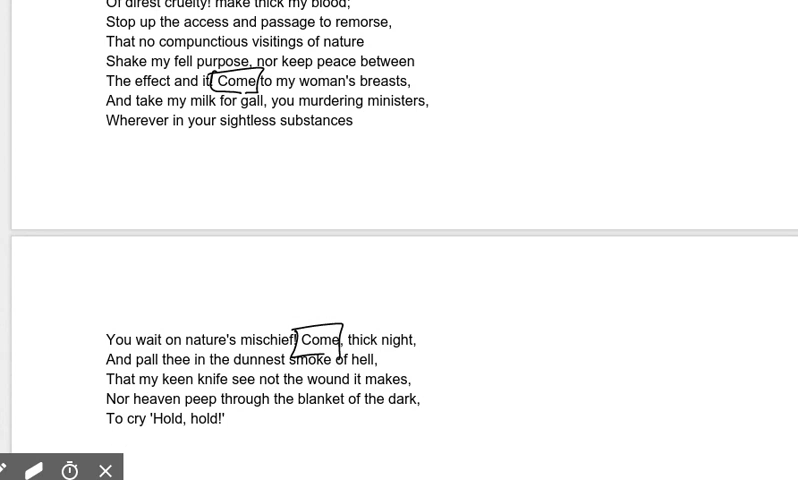 Of direst cruelty! make thick my blood;
Stop up the access and passage to remorse,
That no compunctious visitings of nature
Shake my fell purpose, nor keep peace between
The effect and it! Come to my woman's breasts,
And take my milk for gall, you murdering ministers,
Wherever in your sightless substances
You wait on nature's mischief! Come, thick night,
And pall thee in the dunnest smoke of hell,
That my keen knife see not the wound it makes,
Nor heaven peep through the blanket of the dark,
To cry 'Hold, hold!'